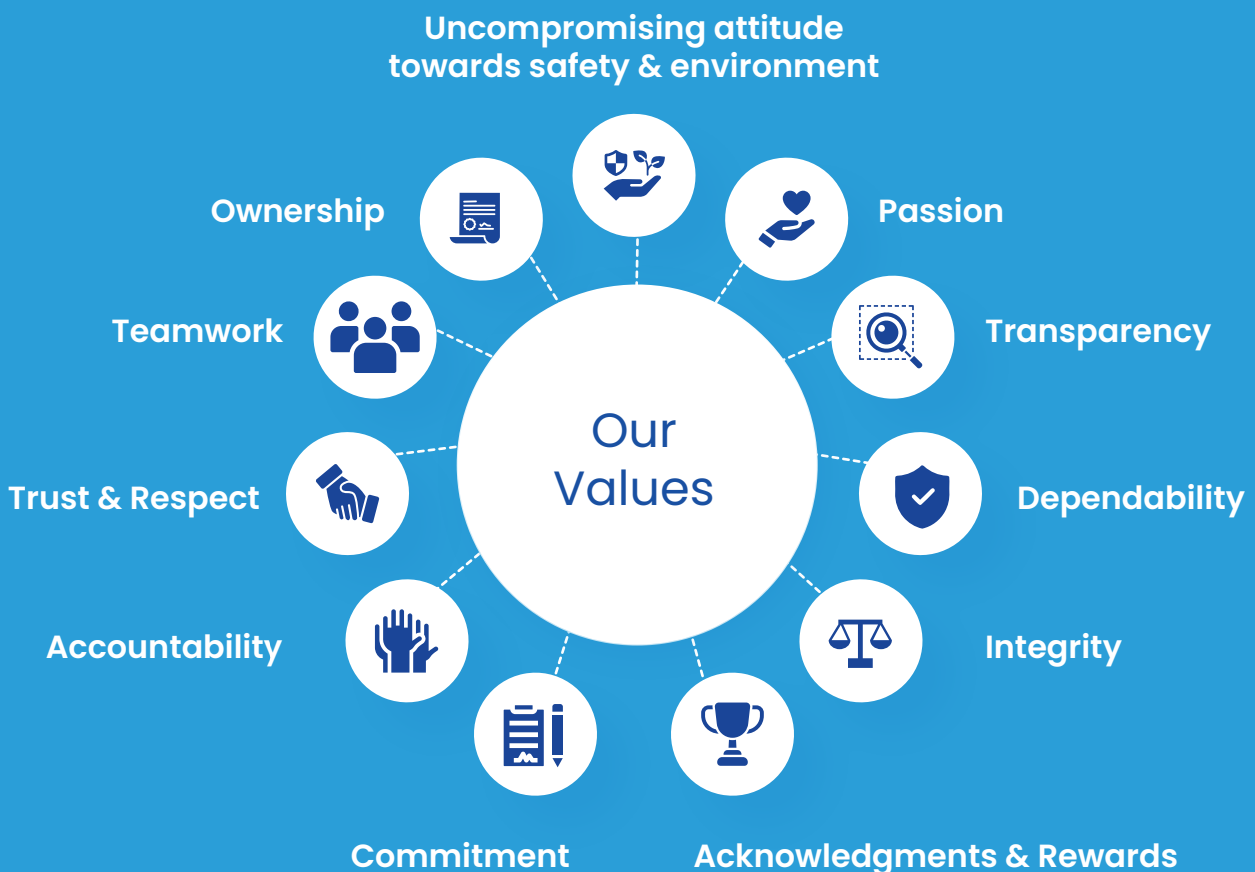 Uncompromising attitude
towards safety & environment
Ownership
Passion
Teamwork
Transparency
Our
Values
Trust & Respect
Dependability
Accountability
Integrity
Commitment
Acknowledgments & Rewards